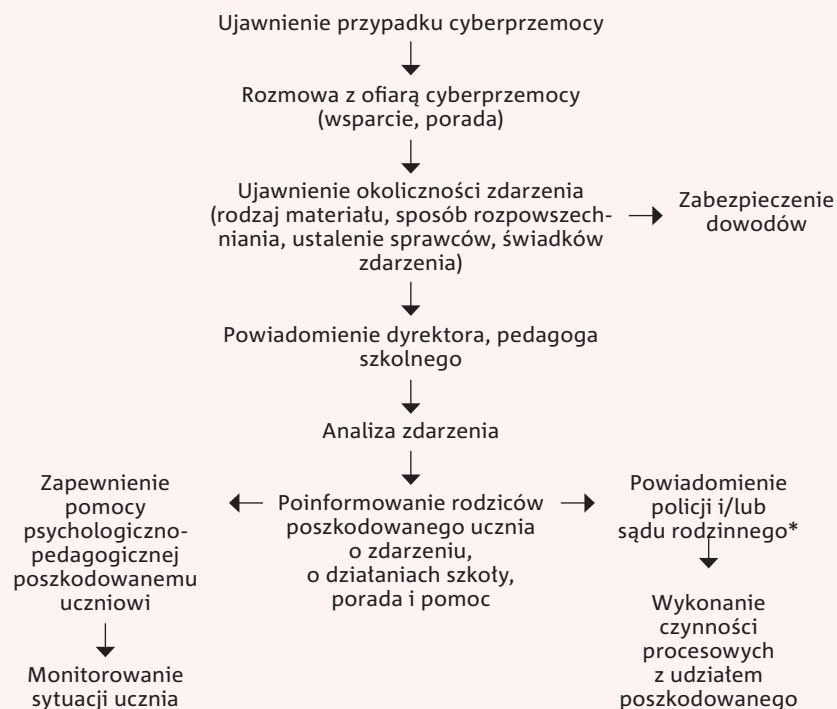 Ujawnienie przypadku cyberprzemocy
Rozmowa z ofiarą cyberprzemocy
(wsparcie, porada)
Ujawnienie okoliczności zdarzenia
(rodzaj materiału, sposób rozpowszech-
niania, ustalenie sprawców, świadków
zdarzenia)
Zabezpieczenie
dowodów
Powiadomienie dyrektora, pedagoga
szkolnego
Analiza zdarzenia
Zapewnienie
pomocy
psychologiczno-
pedagogicznej
poszkodowanemu
uczniowi
Poinformowanie rodziców
poszkodowanego ucznia
o zdarzeniu,
o działaniach szkoły,
porada i pomoc
Powiadomienie
policji i/lub
sądu rodzinnego*
Monitorowanie
sytuacji ucznia
Wykonanie
czynności
procesowych
z udziałem
poszkodowanego